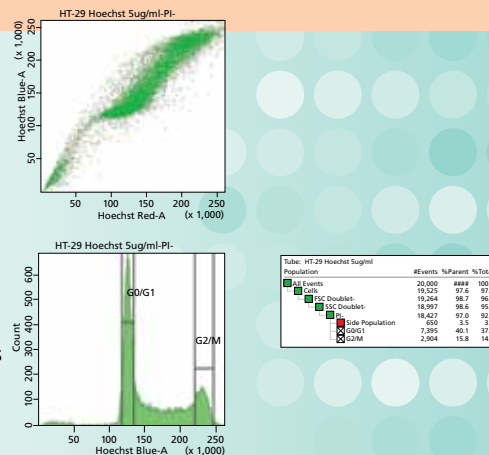 HT-29 Hoechst 5ug/ml-PI-
Hoechst Blue-A (x 1,000)
250
200
150
100
50
50 100 150 200 250
Hoechst Red-A (x 1,000)
HT-29 Hoechst 5ug/ml-PI-
Count
600
500
400
300
200
100
0
G0/G1
G2/M
50 100 150 200 250
Hoechst Blue-A (x 1,000)
Tube: HT-29 Hoechst 5ug/ml
Population #Events %Parent %Tot
All Events 20,000 #### 100
Cells 19,525 97.6 97
FSC Doublet- 19,264 98.7 96
SSC Doublet- 18,997 98.6 95
PI- 18,427 97.0 92
Side Population 650 3.5 3
G0/G1 7,395 40.1 37
G2/M 2,904 15.8 14